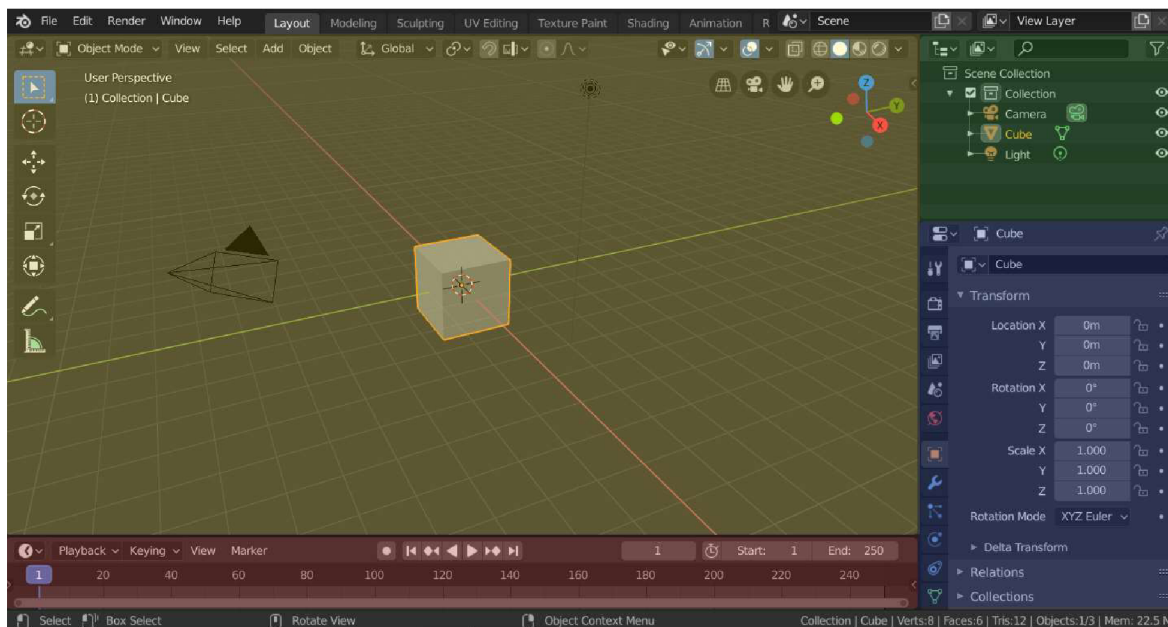 File Edit Render Window Help Layout Modeling Sculpting UV Editing Texture Paint Shading Animation R Scene View Layer
Object Mode View Select Add Object Global
User Perspective
(1) Collection | Cube
Z
Y
X
Scene Collection
Collection
Camera
Cube
Light
Cube
Cube
Transform
Location X 0m
Y 0m
Z 0m
Rotation X 0°
Y 0°
Z 0°
Scale X 1.000
Y 1.000
Z 1.000
Rotation Mode XYZ Euler
Delta Transform
Relations
Collections
Playback Keying View Marker 1 Start: 1 End: 250
1 20 40 60 80 100 120 140 160 180 200 220 240
Select Box Select Rotate View Object Context Menu Collection | Cube | Verts:8 | Faces:6 | Tris:12 | Objects:1/3 | Mem: 22.5